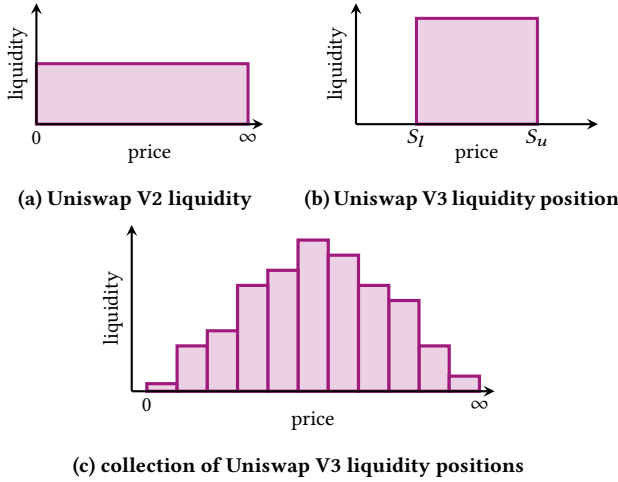 liquidity
0
∞
price
(a) Uniswap V2 liquidity
liquidity
S_l
S_u
price
(b) Uniswap V3 liquidity position
liquidity
0
∞
price
(c) collection of Uniswap V3 liquidity positions